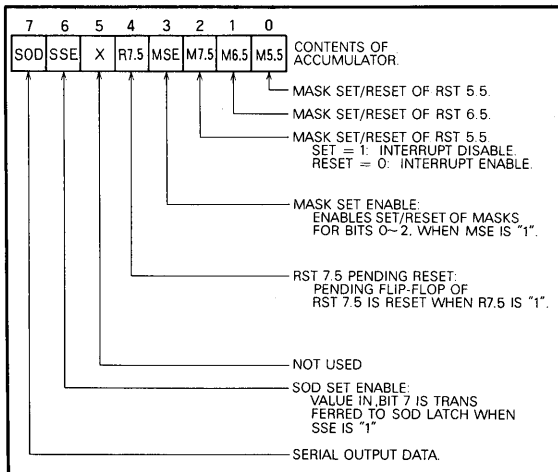 7 6 5 4 3 2 1 0
SOD SSE X R7.5 MSE M7.5 M6.5 M5.5
CONTENTS OF
ACCUMULATOR.
MASK SET/RESET OF RST 5.5.
MASK SET/RESET OF RST 6.5.
MASK SET/RESET OF RST 5.5.
SET = 1: INTERRUPT DISABLE.
RESET = 0: INTERRUPT ENABLE.
MASK SET ENABLE:
ENABLES SET/RESET OF MASKS
FOR BITS 0~2, WHEN MSE IS "1".
RST 7.5 PENDING RESET:
PENDING FLIP-FLOP OF
RST 7.5 IS RESET WHEN R7.5 IS "1".
NOT USED
SOD SET ENABLE:
VALUE IN,BIT 7 IS TRANS
FERRED TO SOD LATCH WHEN
SSE IS "1"
SERIAL OUTPUT DATA.